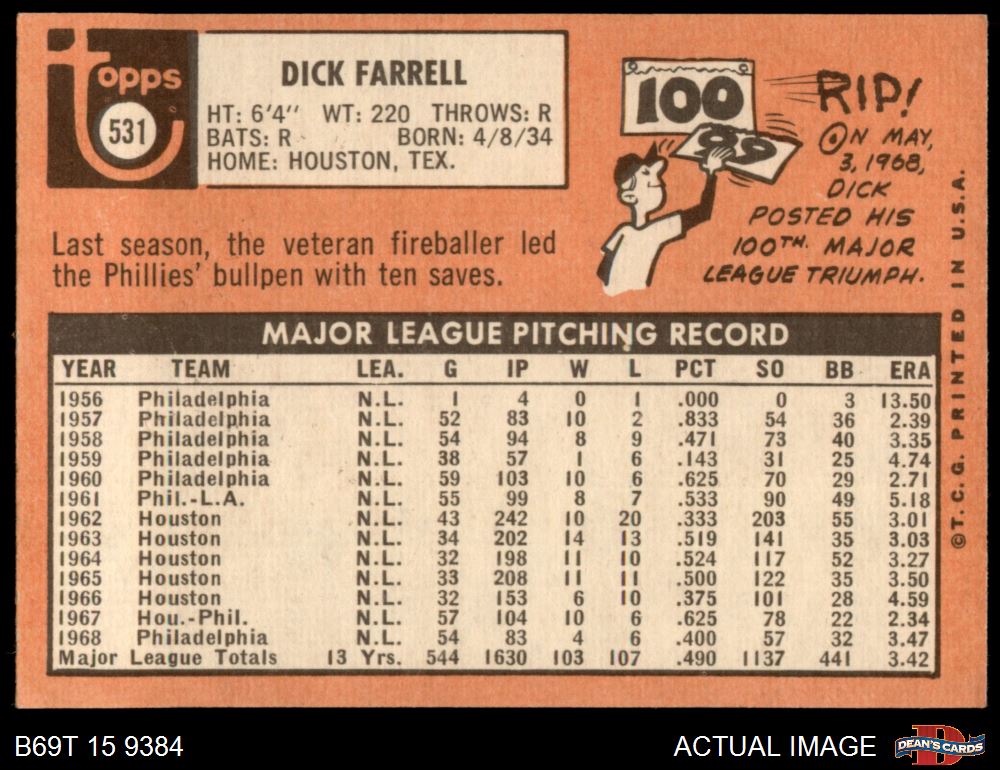 topps
531
DICK FARRELL
HT: 6'4" WT: 220 THROWS: R
BATS: R BORN: 4/8/34
HOME: HOUSTON, TEX.
Last season, the veteran fireballer led
the Phillies' bullpen with ten saves.
100
99
RIP!
ON MAY,
3, 1968,
DICK
POSTED HIS
100TH. MAJOR
LEAGUE TRIUMPH.
MAJOR LEAGUE PITCHING RECORD
YEAR TEAM LEA. G IP W L PCT SO BB ERA
1956 Philadelphia N.L. 1 4 0 1 .000 0 3 13.50
1957 Philadelphia N.L. 52 83 10 2 .833 54 36 2.39
1958 Philadelphia N.L. 54 94 8 9 .471 73 40 3.35
1959 Philadelphia N.L. 38 57 1 6 .143 31 25 4.74
1960 Philadelphia N.L. 59 103 10 6 .625 70 29 2.71
1961 Phil.-L.A. N.L. 55 99 8 7 .533 90 49 5.18
1962 Houston N.L. 43 242 10 20 .333 203 55 3.01
1963 Houston N.L. 34 202 14 13 .519 141 35 3.03
1964 Houston N.L. 32 198 11 10 .524 117 52 3.27
1965 Houston N.L. 33 208 11 11 .500 122 35 3.50
1966 Houston N.L. 32 153 6 10 .375 101 28 4.59
1967 Hou.-Phil. N.L. 57 104 10 6 .625 78 22 2.34
1968 Philadelphia N.L. 54 83 4 6 .400 57 32 3.47
Major League Totals 13 Yrs. 544 1630 103 107 .490 1137 441 3.42
©T.C.G. PRINTED IN U.S.A.
B69T 15 9384
ACTUAL IMAGE
D
DEAN'S CARDS